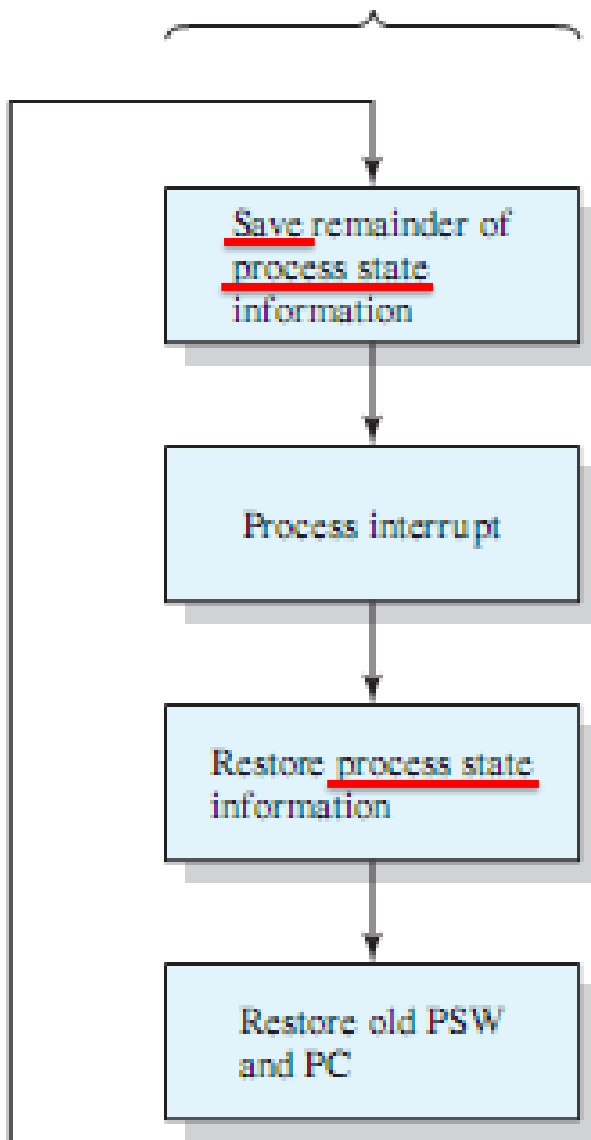 Save remainder of
process state
information
Process interrupt
Restore process state
information
Restore old PSW
and PC